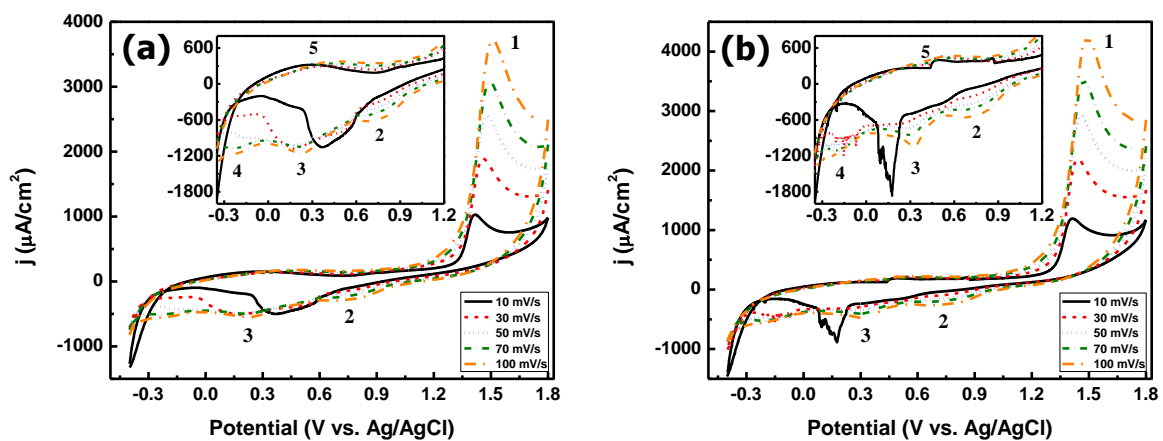 (a)
j (μA/cm²)
4000
3000
2000
1000
0
-1000
-0.3 0.0 0.3 0.6 0.9 1.2 1.5 1.8
Potential (V vs. Ag/AgCl)
1
2
3
600
0
-600
-1200
-1800
-0.3 0.0 0.3 0.6 0.9 1.2
5
2
3
4
10 mV/s
30 mV/s
50 mV/s
70 mV/s
100 mV/s
(b)
j (μA/cm²)
4000
3000
2000
1000
0
-1000
-0.3 0.0 0.3 0.6 0.9 1.2 1.5 1.8
Potential (V vs. Ag/AgCl)
1
2
3
600
0
-600
-1200
-1800
-0.3 0.0 0.3 0.6 0.9 1.2
5
2
3
4
10 mV/s
30 mV/s
50 mV/s
70 mV/s
100 mV/s